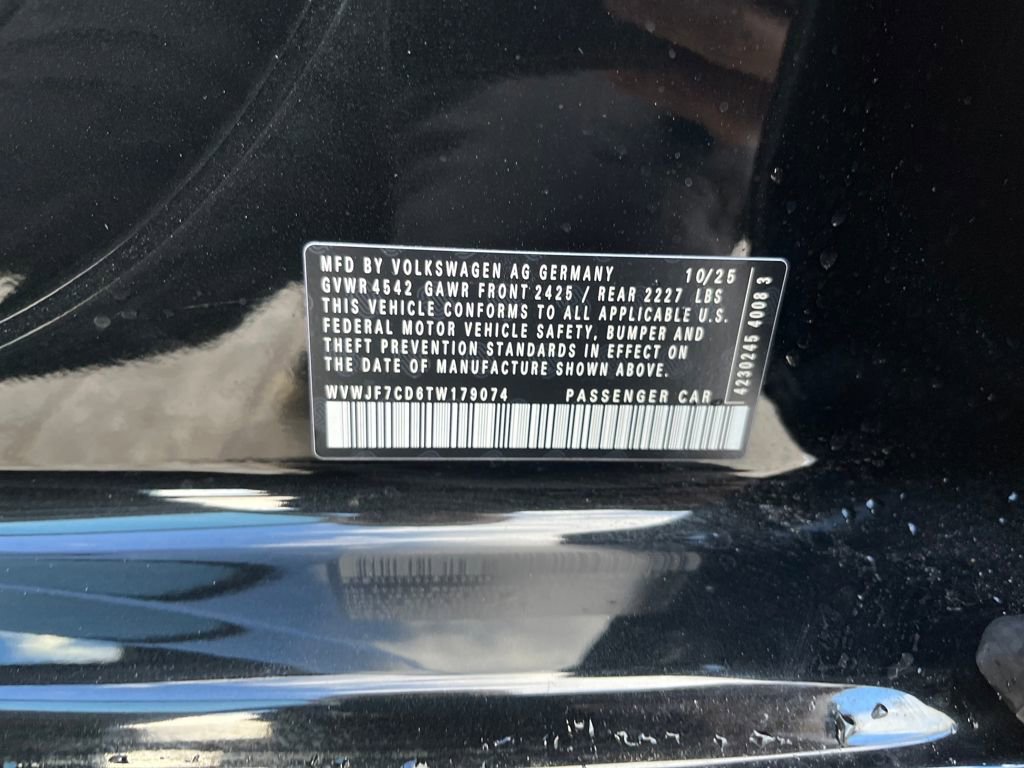 MFD BY VOLKSWAGEN AG GERMANY 10/25
GVWR 4542 GAWR FRONT 2425 / REAR 2227 LBS
THIS VEHICLE CONFORMS TO ALL APPLICABLE U.S.
FEDERAL MOTOR VEHICLE SAFETY, BUMPER AND
THEFT PREVENTION STANDARDS IN EFFECT ON
THE DATE OF MANUFACTURE SHOWN ABOVE.
WVWJF7CD6TW179074 PASSENGER CAR
4230245 4008 3